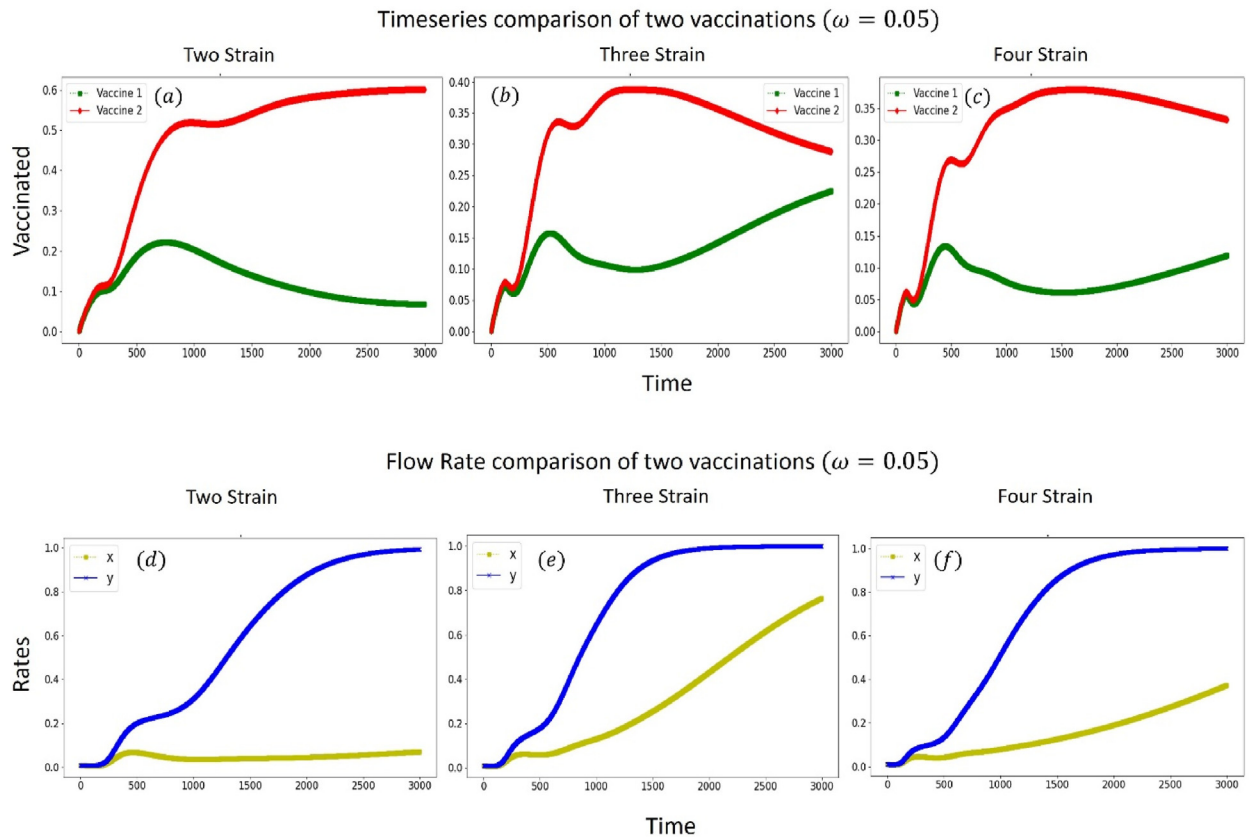 Timeseries comparison of two vaccinations (ω = 0.05)
Two Strain Three Strain Four Strain
Vaccinated
(a)
Vaccine 1
Vaccine 2
0.6
0.5
0.4
0.3
0.2
0.1
0.0
0 500 1000 1500 2000 2500 3000
(b)
Vaccine 1
Vaccine 2
0.40
0.35
0.30
0.25
0.20
0.15
0.10
0.05
0.00
0 500 1000 1500 2000 2500 3000
(c)
Vaccine 1
Vaccine 2
0.35
0.30
0.25
0.20
0.15
0.10
0.05
0.00
0 500 1000 1500 2000 2500 3000
Time
Flow Rate comparison of two vaccinations (ω = 0.05)
Two Strain Three Strain Four Strain
Rates
(d)
x
y
1.0
0.8
0.6
0.4
0.2
0.0
0 500 1000 1500 2000 2500 3000
(e)
x
y
1.0
0.8
0.6
0.4
0.2
0.0
0 500 1000 1500 2000 2500 3000
(f)
x
y
1.0
0.8
0.6
0.4
0.2
0.0
0 500 1000 1500 2000 2500 3000
Time